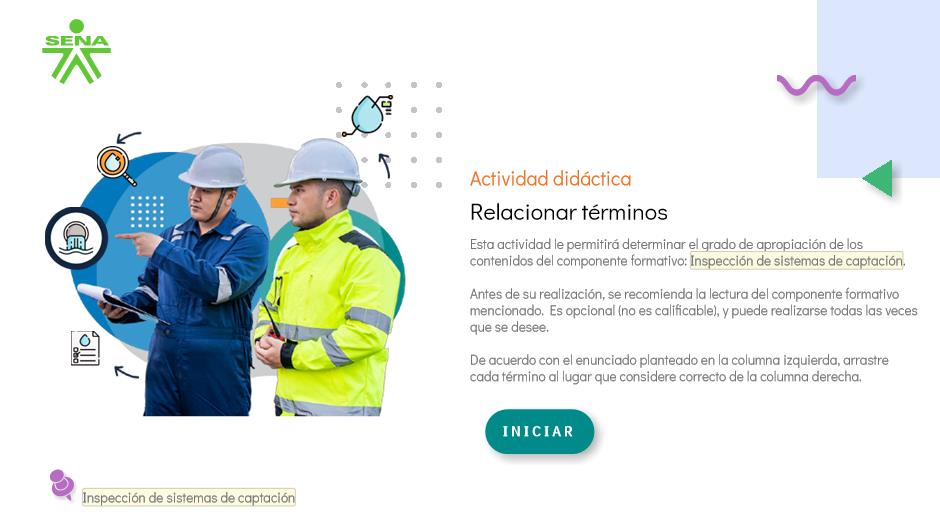 SENA
Actividad didáctica
Relacionar términos
Esta actividad le permitirá determinar el grado de apropiación de los
contenidos del componente formativo: Inspección de sistemas de captación.
Antes de su realización, se recomienda la lectura del componente formativo
mencionado. Es opcional (no es calificable), y puede realizarse todas las veces
que se desee.
De acuerdo con el enunciado planteado en la columna izquierda, arrastre
cada término al lugar que considere correcto de la columna derecha.
INICIAR
Inspección de sistemas de captación